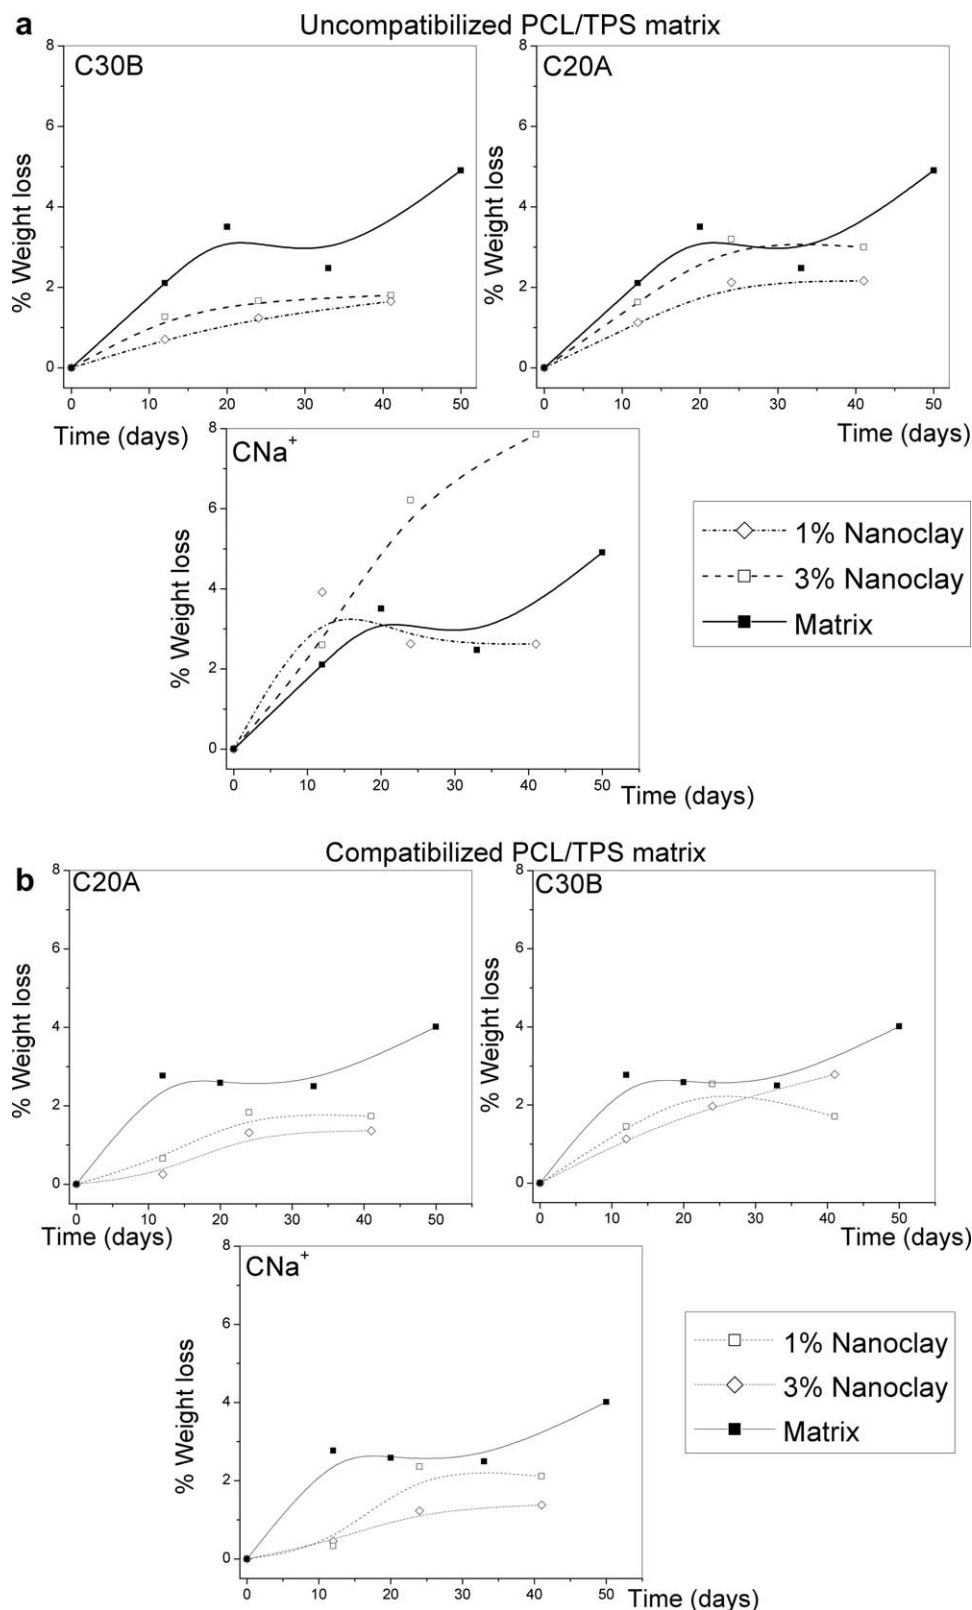 a
Uncompatibilized PCL/TPS matrix
8
6
4
2
0
% Weight loss
C30B
0 10 20 30 40 50
Time (days)
8
6
4
2
0
% Weight loss
C20A
0 10 20 30 40 50
Time (days)
8
6
4
2
0
% Weight loss
CNa+
0 10 20 30 40 50
Time (days)
1% Nanoclay
3% Nanoclay
Matrix
b
Compatibilized PCL/TPS matrix
8
6
4
2
0
% Weight loss
C20A
0 10 20 30 40 50
Time (days)
8
6
4
2
0
% Weight loss
C30B
0 10 20 30 40 50
Time (days)
8
6
4
2
0
% Weight loss
CNa+
0 10 20 30 40 50
Time (days)
1% Nanoclay
3% Nanoclay
Matrix